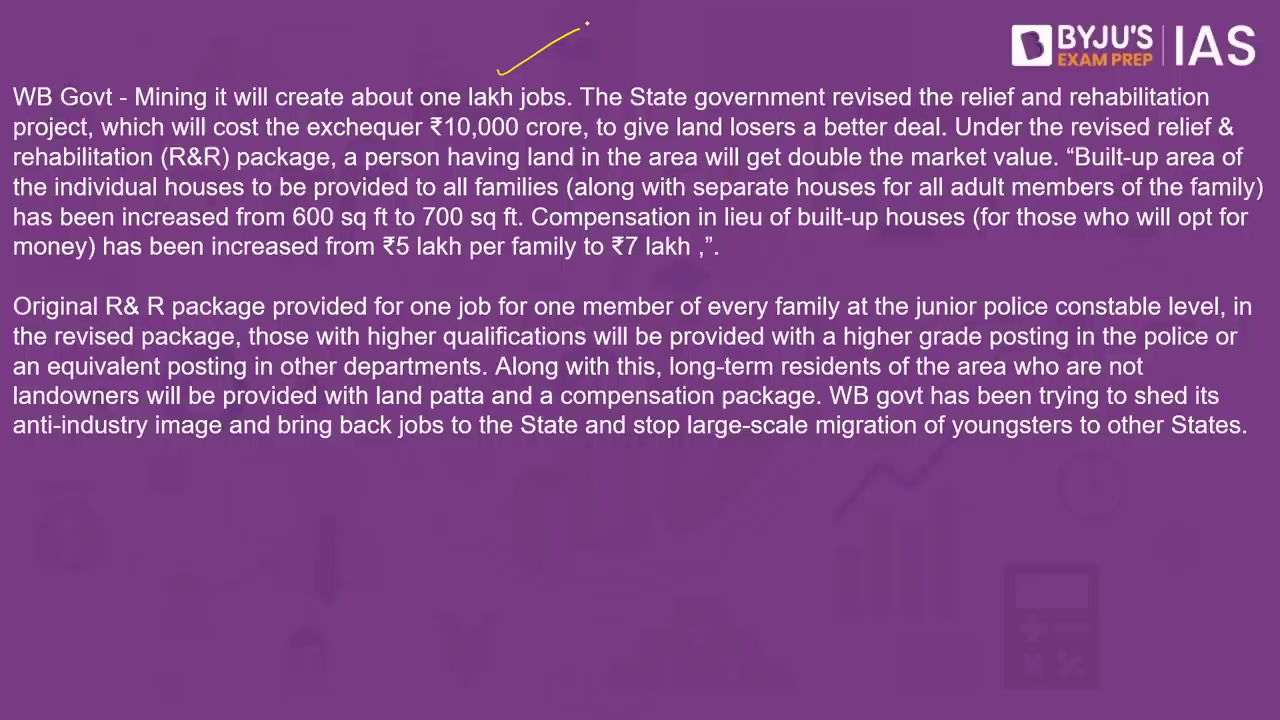 BYJU'S
EXAM PREP
IAS
WB Govt - Mining it will create about one lakh jobs. The State government revised the relief and rehabilitation
project, which will cost the exchequer ₹10,000 crore, to give land losers a better deal. Under the revised relief &
rehabilitation (R&R) package, a person having land in the area will get double the market value. “Built-up area of
the individual houses to be provided to all families (along with separate houses for all adult members of the family)
has been increased from 600 sq ft to 700 sq ft. Compensation in lieu of built-up houses (for those who will opt for
money) has been increased from ₹5 lakh per family to ₹7 lakh ,”.
Original R& R package provided for one job for one member of every family at the junior police constable level, in
the revised package, those with higher qualifications will be provided with a higher grade posting in the police or
an equivalent posting in other departments. Along with this, long-term residents of the area who are not
landowners will be provided with land patta and a compensation package. WB govt has been trying to shed its
anti-industry image and bring back jobs to the State and stop large-scale migration of youngsters to other States.